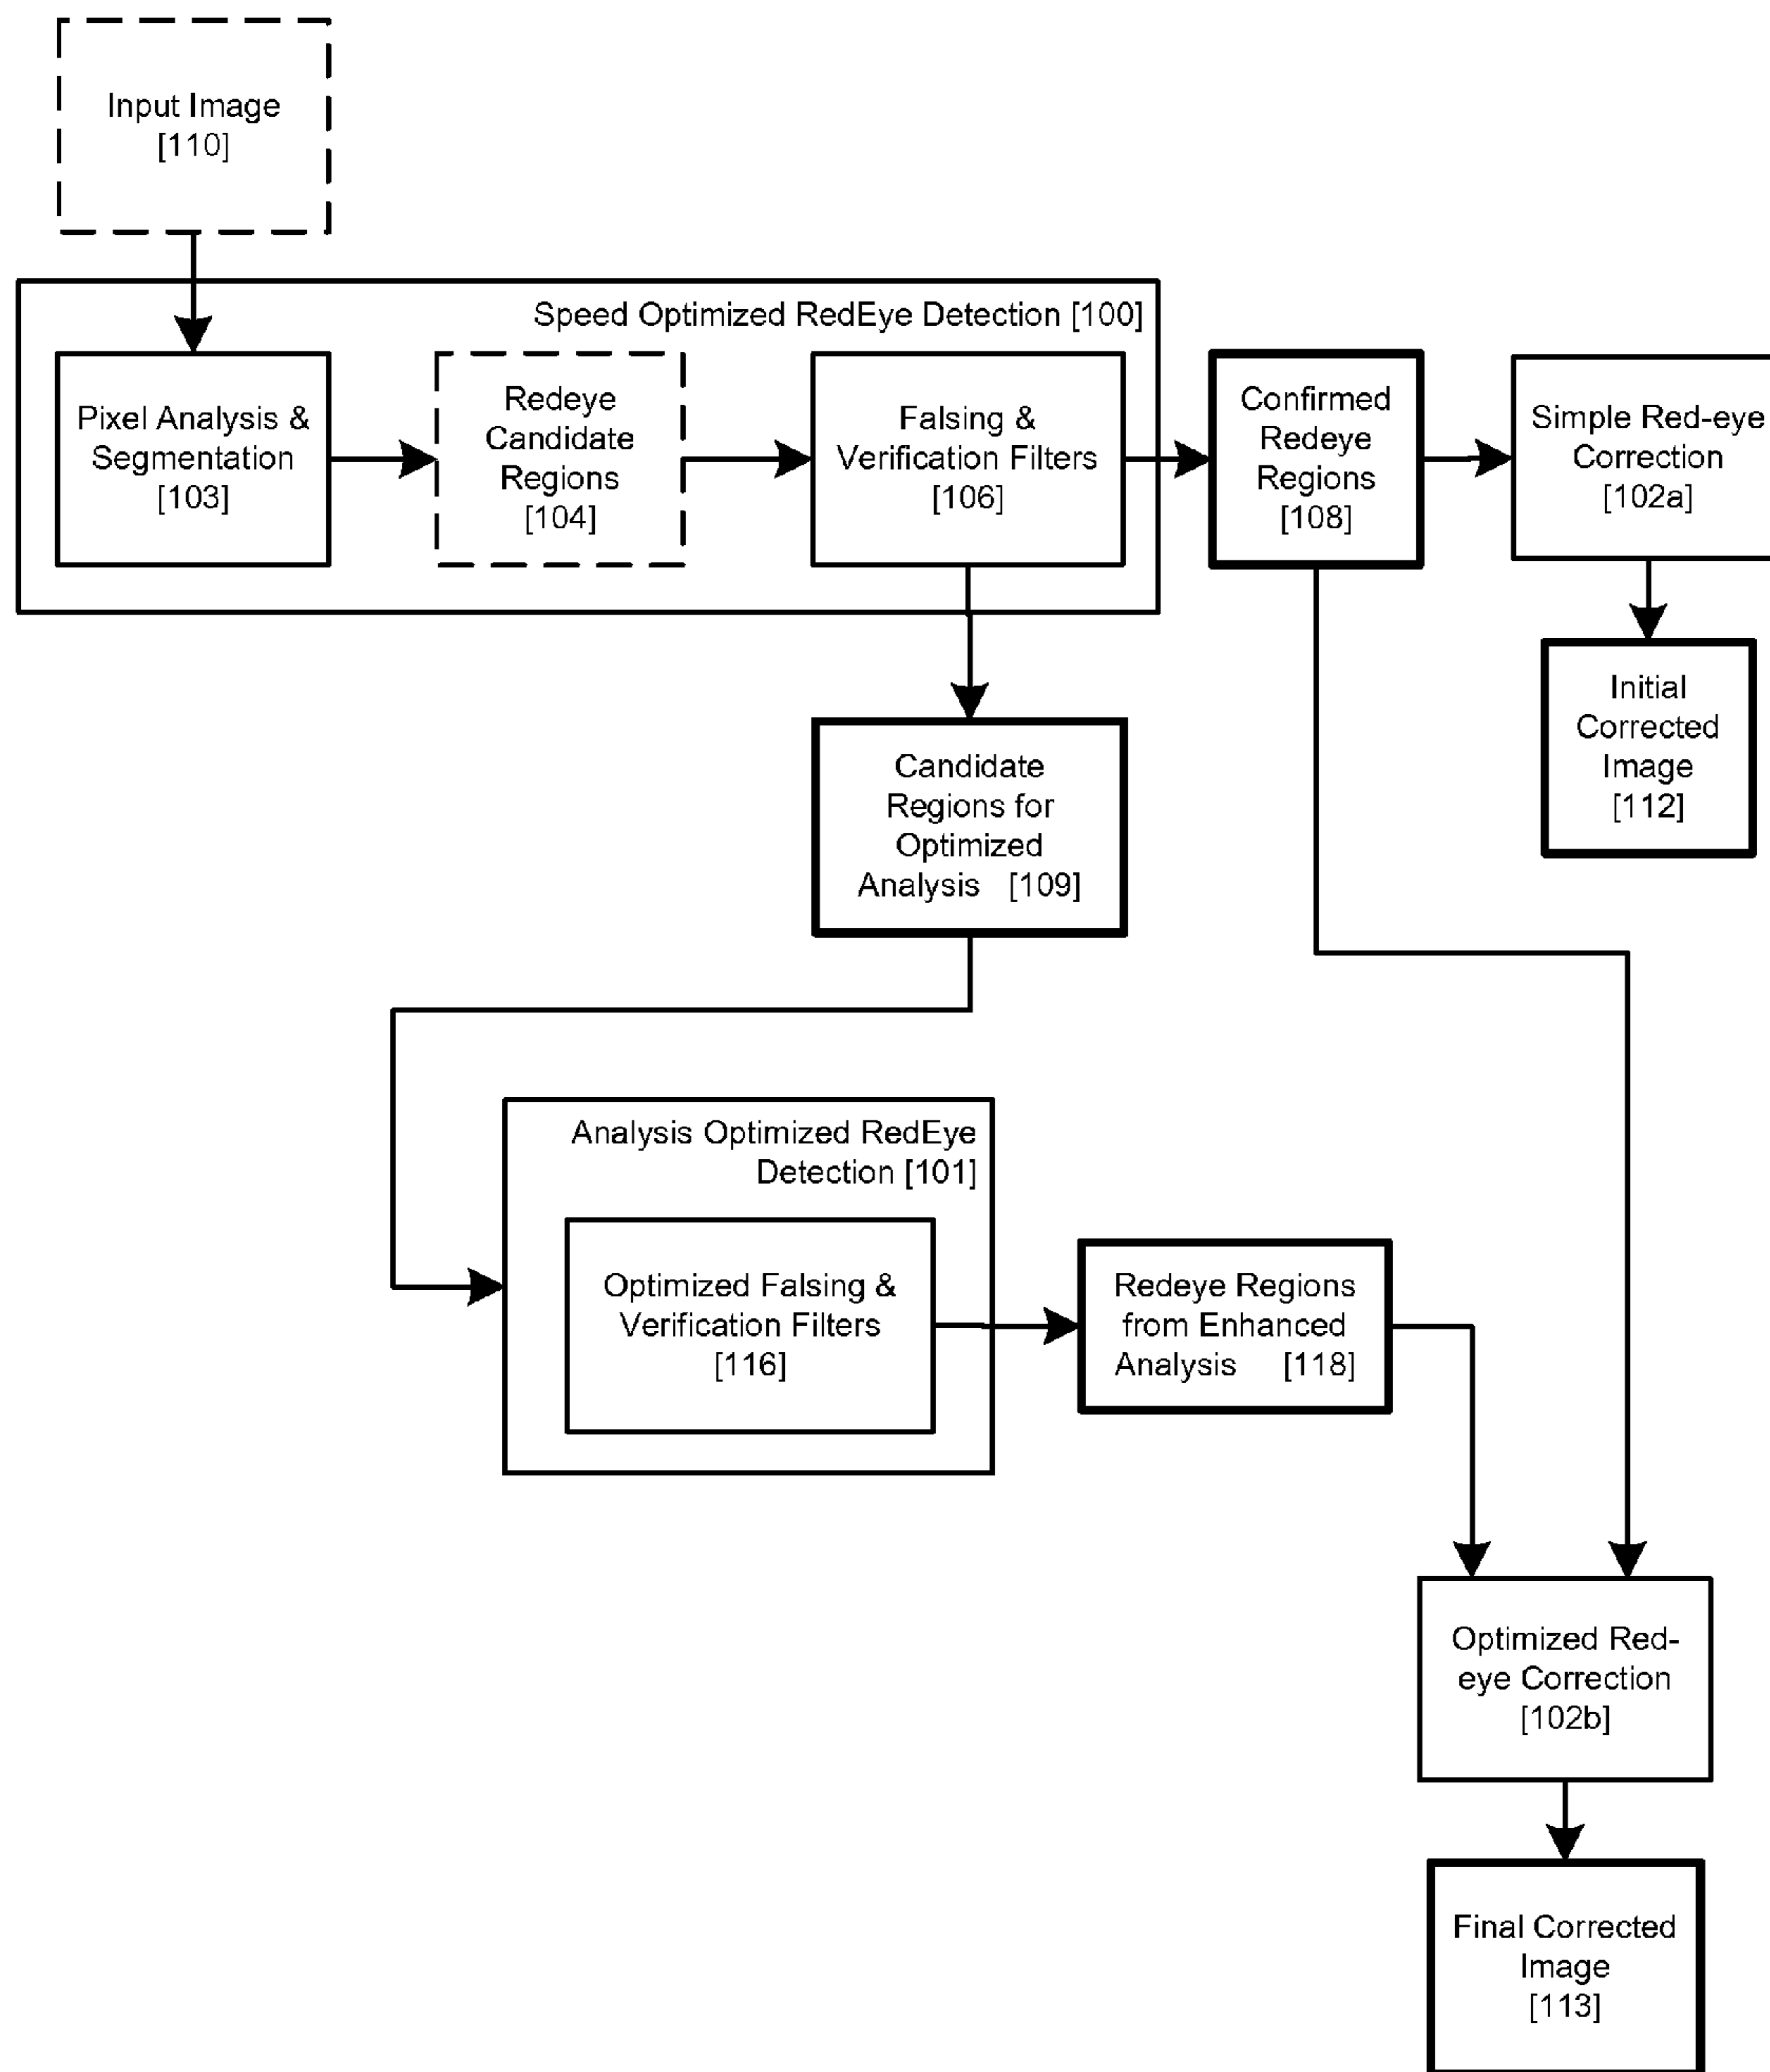 Input Image
[110]
Speed Optimized RedEye Detection [100]
Pixel Analysis &
Segmentation
[103]
Redeye
Candidate
Regions
[104]
Falsing &
Verification Filters
[106]
Confirmed
Redeye
Regions
[108]
Simple Red-eye
Correction
[102a]
Initial
Corrected
Image
[112]
Candidate
Regions for
Optimized
Analysis [109]
Analysis Optimized RedEye
Detection [101]
Optimized Falsing &
Verification Filters
[116]
Redeye Regions
from Enhanced
Analysis [118]
Optimized Red-
eye Correction
[102b]
Final Corrected
Image
[113]